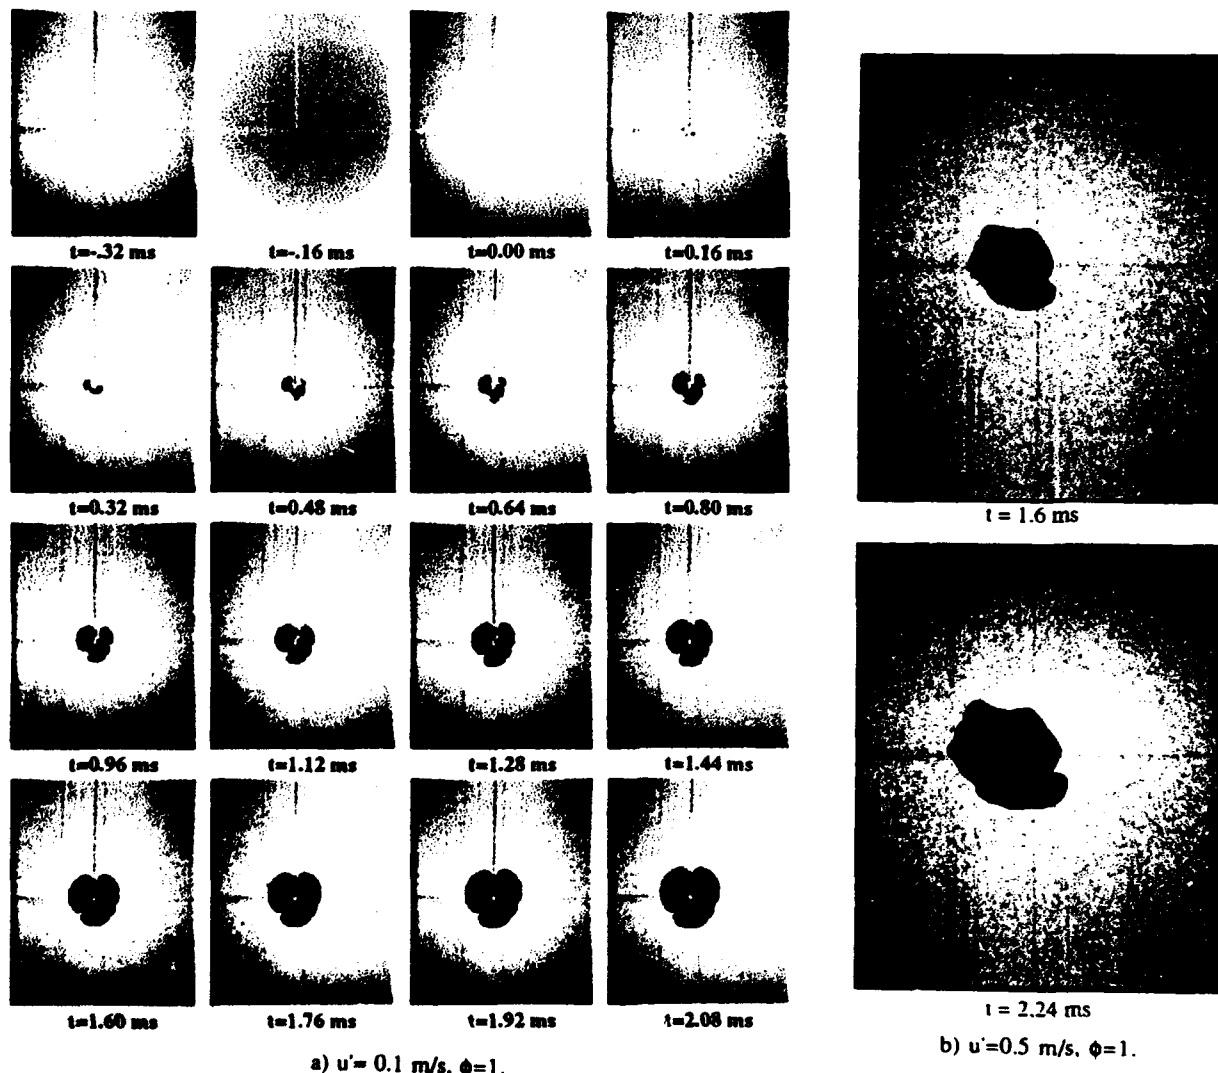 t=-.32 ms
t=-.16 ms
t=0.00 ms
t=0.16 ms
t=0.32 ms
t=0.48 ms
t=0.64 ms
t=0.80 ms
t=0.96 ms
t=1.12 ms
t=1.28 ms
t=1.44 ms
t=1.60 ms
t=1.76 ms
t=1.92 ms
t=2.08 ms
a) u'= 0.1 m/s, ϕ=1.
t = 1.6 ms
t = 2.24 ms
b) u'=0.5 m/s, ϕ=1.